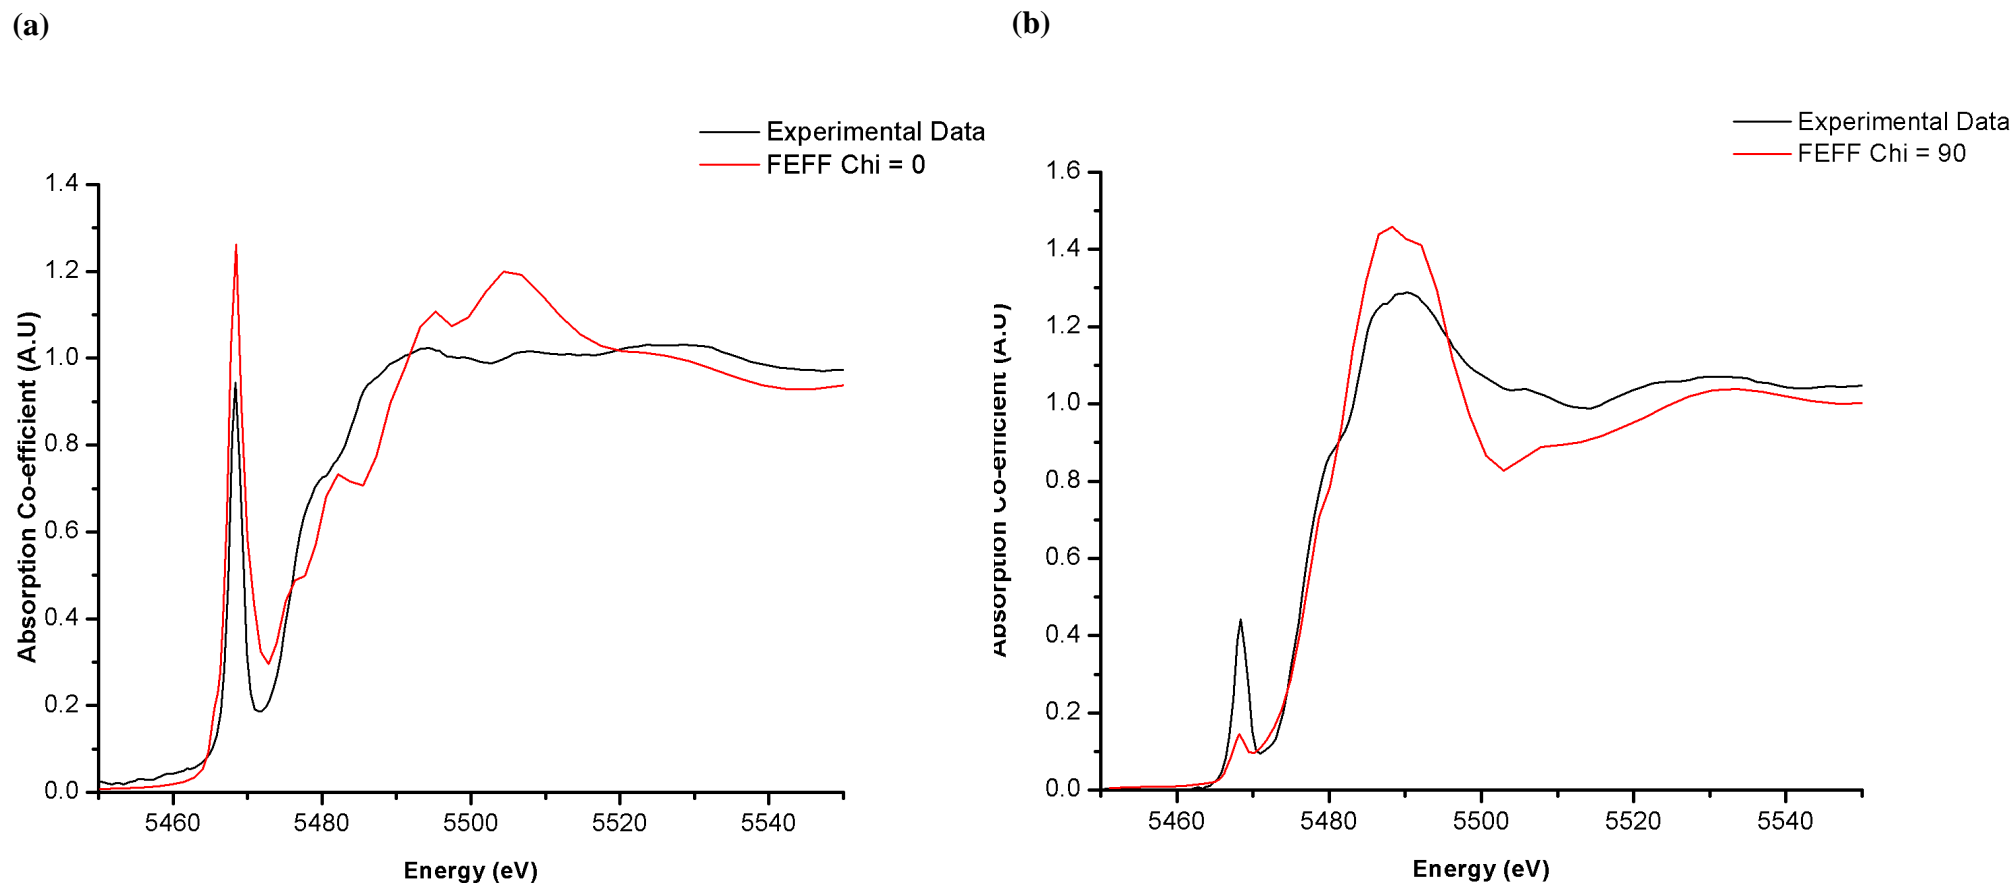 (a)
Experimental Data
FEFF Chi = 0
1.4
1.2
1.0
0.8
0.6
0.4
0.2
0.0
Absorption Co-efficient (A.U)
5460 5480 5500 5520 5540
Energy (eV)
(b)
Experimental Data
FEFF Chi = 90
1.6
1.4
1.2
1.0
0.8
0.6
0.4
0.2
0.0
Absorption Co-efficient (A.U)
5460 5480 5500 5520 5540
Energy (eV)